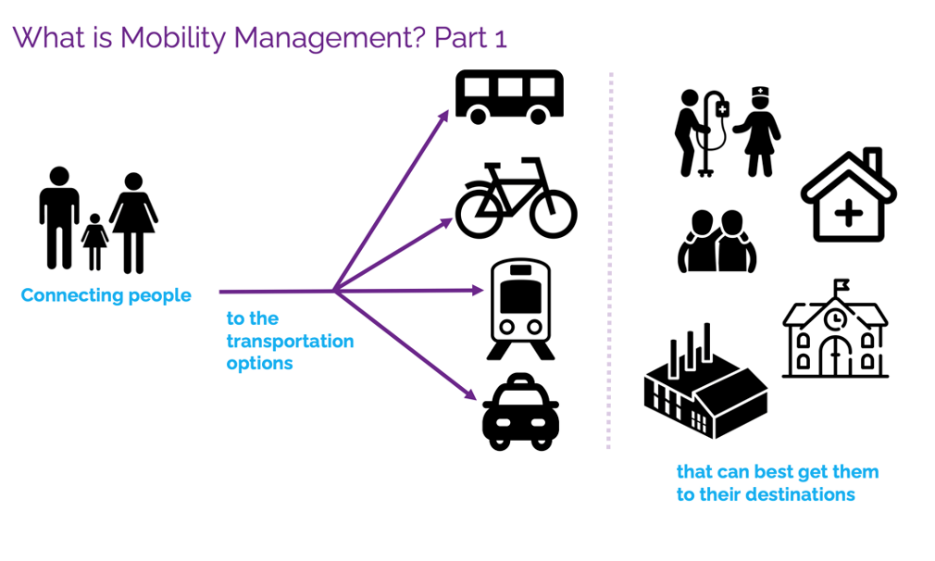 What is Mobility Management? Part 1
Connecting people
to the
transportation
options
that can best get them
to their destinations